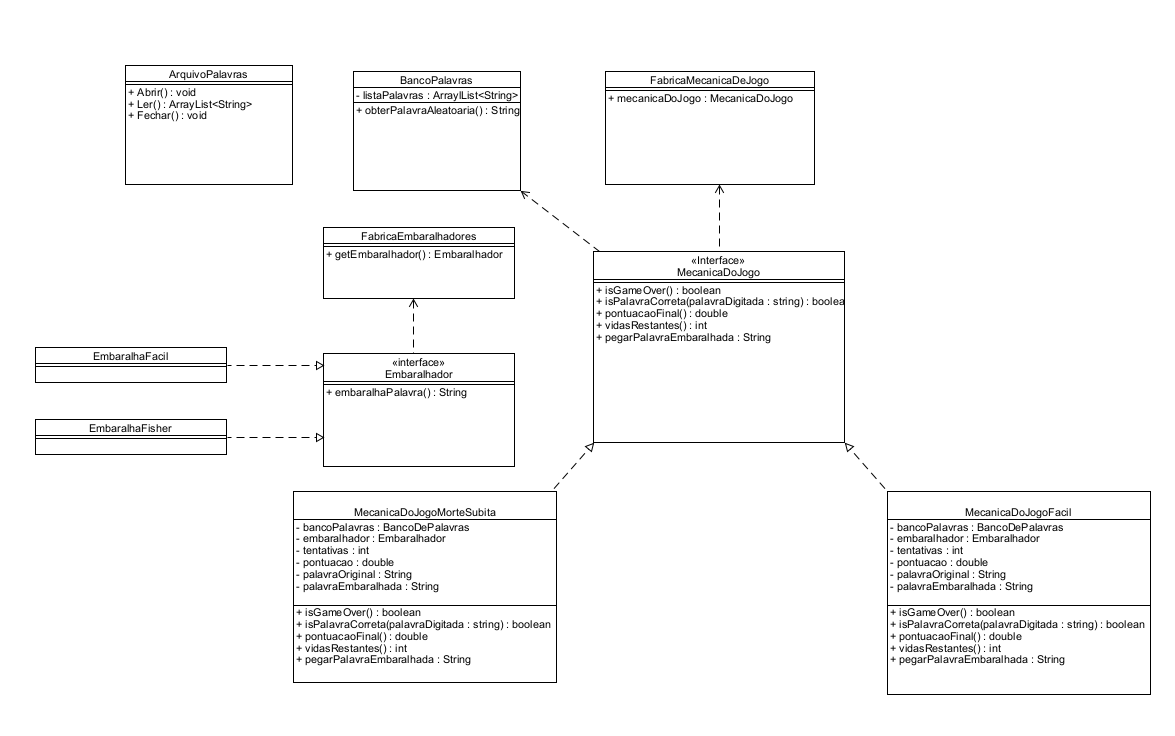 ArquivoPalavras
+ Abrir() : void
+ Ler() : ArrayList<String>
+ Fechar() : void
BancoPalavras
- listaPalavras : ArraylList<String>
+ obterPalavraAleatoaria() : String
FabricaMecanicaDeJogo
+ mecanicaDoJogo : MecanicaDoJogo
FabricaEmbaralhadores
+ getEmbaralhador() : Embaralhador
«Interface»
MecanicaDoJogo
+ isGameOver() : boolean
+ isPalavraCorreta(palavraDigitada : string) : boolea
+ pontuacaoFinal() : double
+ vidasRestantes() : int
+ pegarPalavraEmbaralhada : String
EmbaralhaFacil
EmbaralhaFisher
«interface»
Embaralhador
+ embaralhaPalavra() : String
MecanicaDoJogoMorteSubita
- bancoPalavras : BancoDePalavras
- embaralhador : Embaralhador
- tentativas : int
- pontuacao : double
- palavraOriginal : String
- palavraEmbaralhada : String
+ isGameOver() : boolean
+ isPalavraCorreta(palavraDigitada : string) : boolean
+ pontuacaoFinal() : double
+ vidasRestantes() : int
+ pegarPalavraEmbaralhada : String
MecanicaDoJogoFacil
- bancoPalavras : BancoDePalavras
- embaralhador : Embaralhador
- tentativas : int
- pontuacao : double
- palavraOriginal : String
- palavraEmbaralhada : String
+ isGameOver() : boolean
+ isPalavraCorreta(palavraDigitada : string) : boolean
+ pontuacaoFinal() : double
+ vidasRestantes() : int
+ pegarPalavraEmbaralhada : String